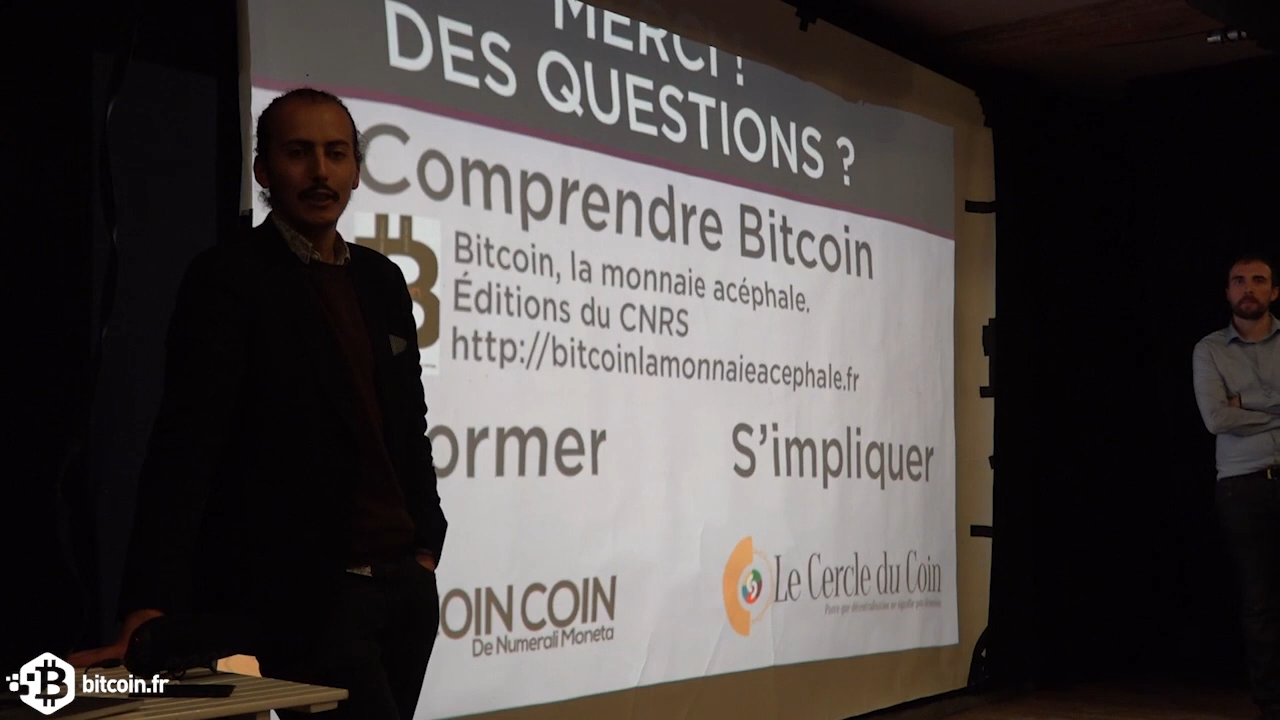 MERCI !
DES QUESTIONS ?
Comprendre Bitcoin
Bitcoin, la monnaie acéphale.
Éditions du CNRS
http://bitcoinlamonnaieacephale.fr
ormer
S'impliquer
OIN COIN
De Numerali Moneta
Le Cercle du Coin
bitcoin.fr